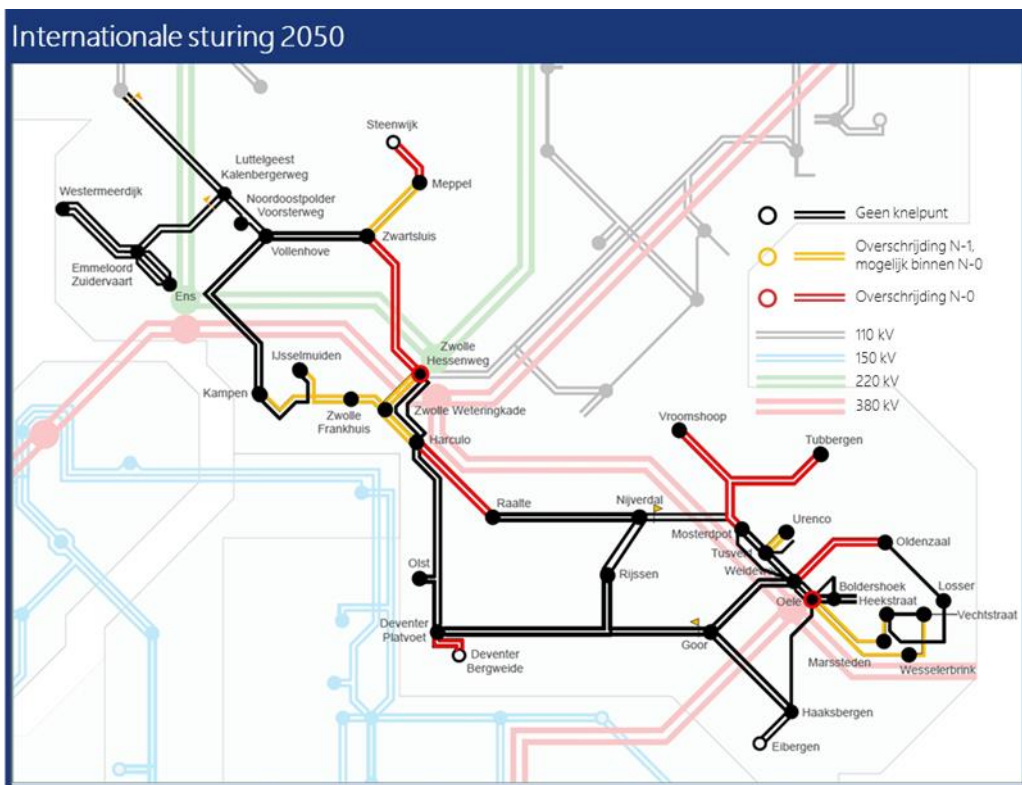 Internationale sturing 2050
Steenwijk
Luttelgeest
Kalenbergerweg
Meppel
Westermeerdijk
Noordoostpolder
Voorsterweg
Geen knelpunt
Vollenhove
Zwartsluis
Overschrijding N-1,
mogelijk binnen N-0
Emmeloord
Zuidervaart
Ens
Overschrijding N-0
110 kV
Zwolle
Hessenweg
IJsselmuiden
150 kV
220 kV
Kampen
380 kV
Zwolle
Frankhuis
Zwolle Weteringkade
Vroomshoop
Harculo
Tubbergen
Raalte
Nijverdal
Urenco
Mosterdpot
Oldenzaal
Tusveld
Olst
Rijssen
Boldershoek
Losser
Oele
Heekstraat
Vechtstraat
Deventer
Platvoet
Goor
Deventer
Bergweide
Marssteden
Wesselerbrink
Haaksbergen
Eibergen